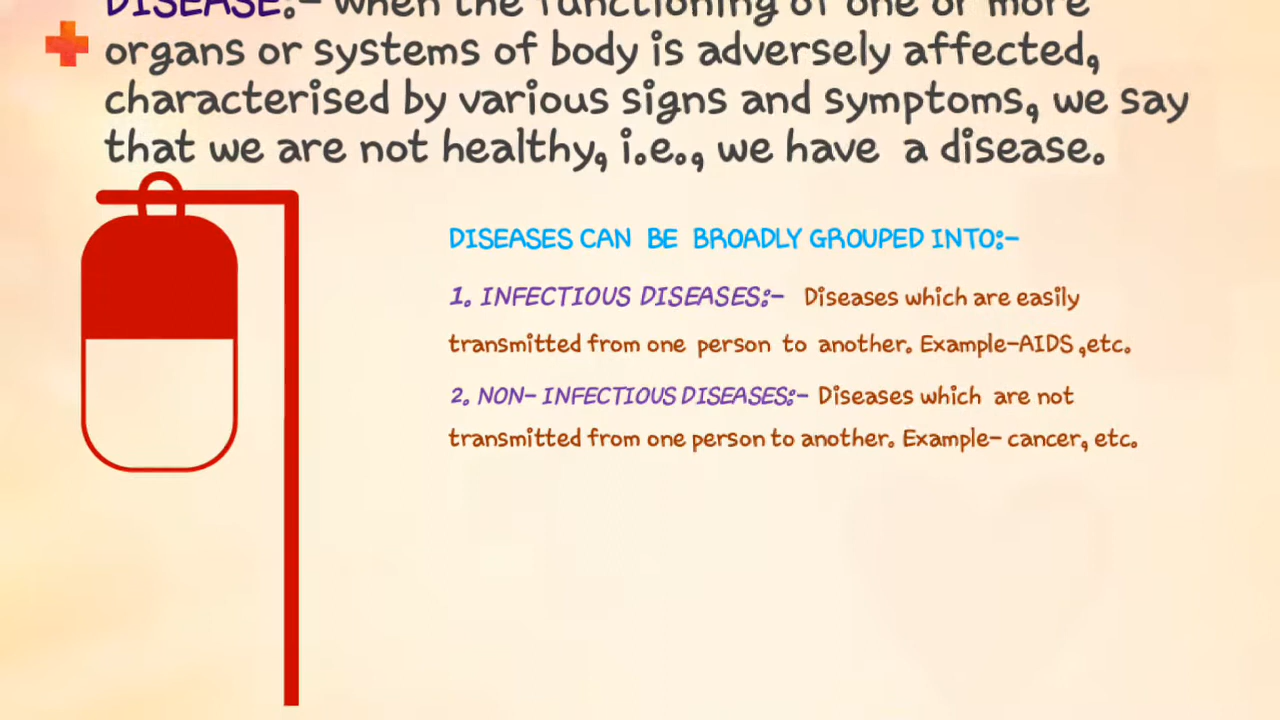 DISEASE:- When the functioning of one or more
organs or systems of body is adversely affected,
characterised by various signs and symptoms, we say
that we are not healthy, i.e., we have a disease.
DISEASES CAN BE BROADLY GROUPED INTO:-
1. INFECTIOUS DISEASES:- Diseases which are easily
transmitted from one person to another. Example-AIDS ,etc.
2. NON- INFECTIOUS DISEASES:- Diseases which are not
transmitted from one person to another. Example- cancer, etc.